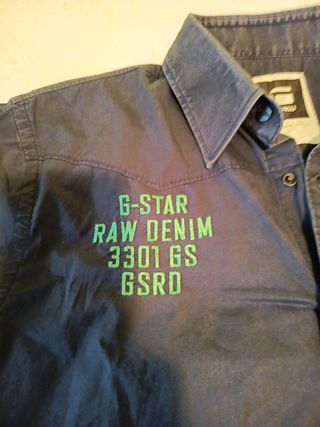 G-STAR
RAW DENIM
3301 GS
GSRD